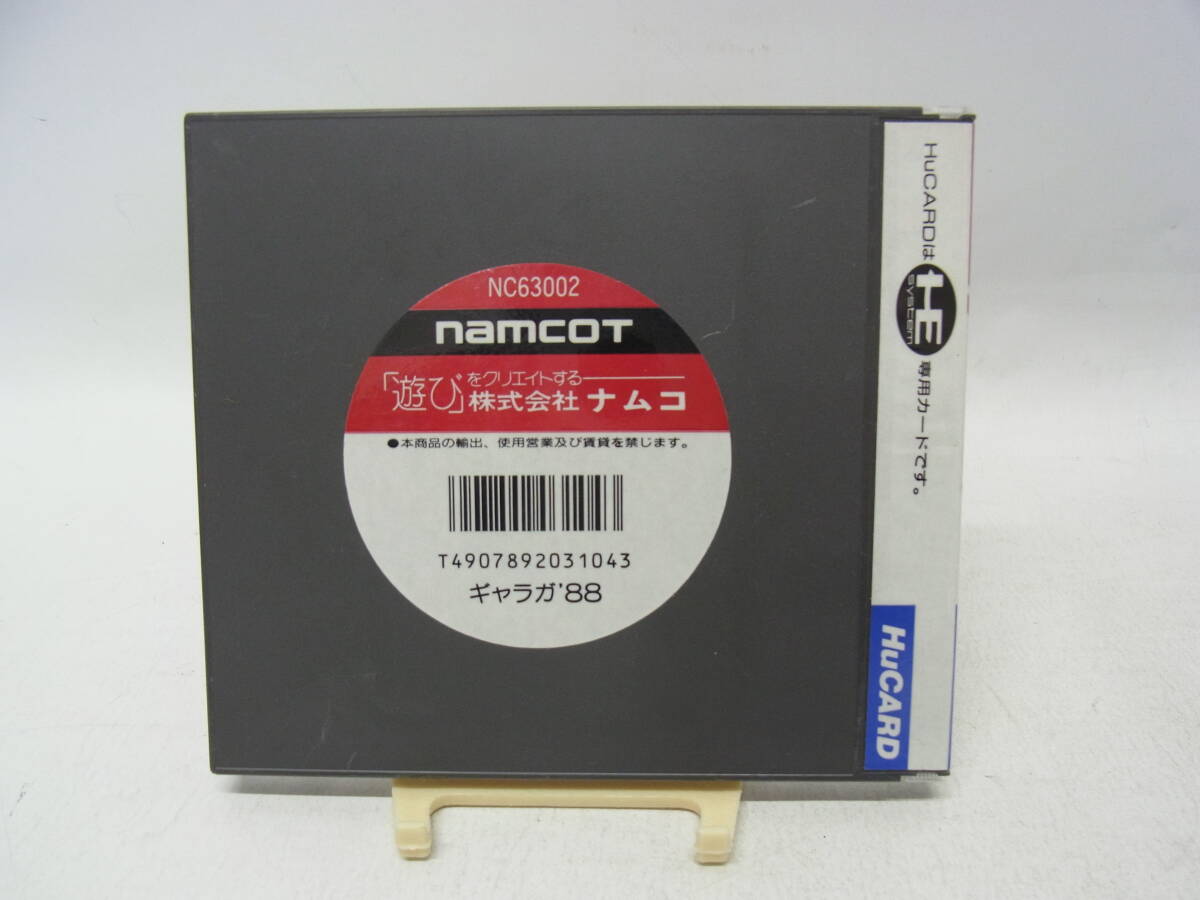 NC63002
namcot
「遊び」をクリエイトする
株式会社ナムコ
●本商品の輸出、使用営業及び賃貸を禁じます。
T4907892031043
ギャラガ'88
HuCARDは HE SYSTEM 専用カードです。
HuCARD